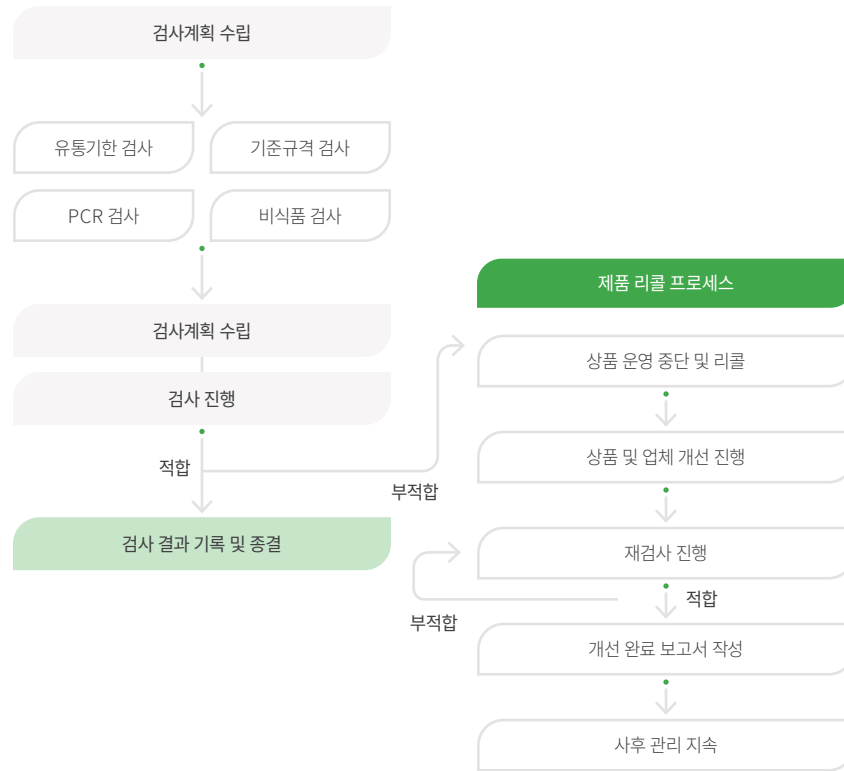 검사계획 수립
유통기한 검사
기준규격 검사
PCR 검사
비식품 검사
검사계획 수립
검사 진행
적합
부적합
검사 결과 기록 및 종결
제품 리콜 프로세스
상품 운영 중단 및 리콜
상품 및 업체 개선 진행
재검사 진행
적합
부적합
개선 완료 보고서 작성
사후 관리 지속